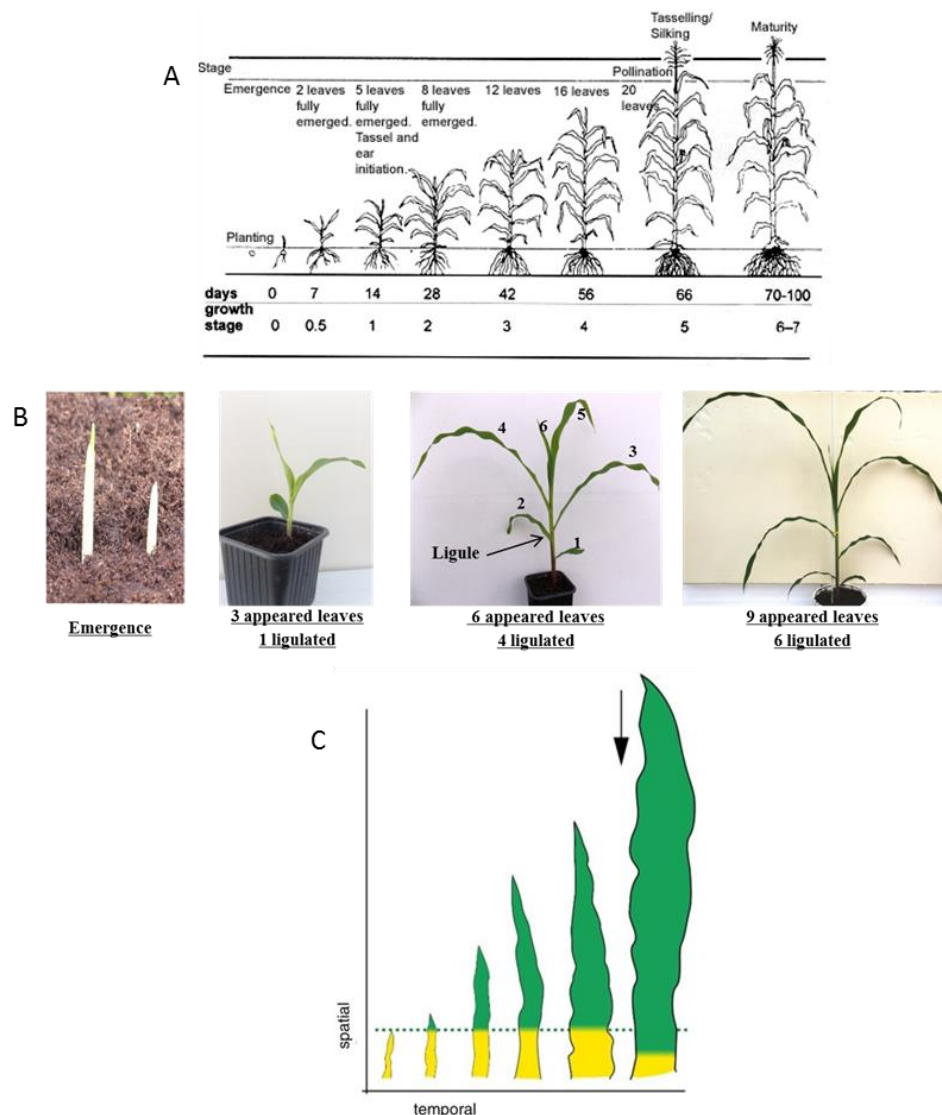 A
Stage
Tasselling/
Silking
Maturity
Pollination
Emergence
2 leaves
fully
emerged.
5 leaves
fully
emerged.
Tassel and
ear
initiation.
8 leaves
fully
emerged.
12 leaves
16 leaves
20
leaves
Planting
days 0 7 14 28 42 56 66 70-100
growth
stage 0 0.5 1 2 3 4 5 6–7
B
Emergence
3 appeared leaves
1 ligulated
4
6
5
3
2
1
Ligule
6 appeared leaves
4 ligulated
9 appeared leaves
6 ligulated
C
spatial
temporal